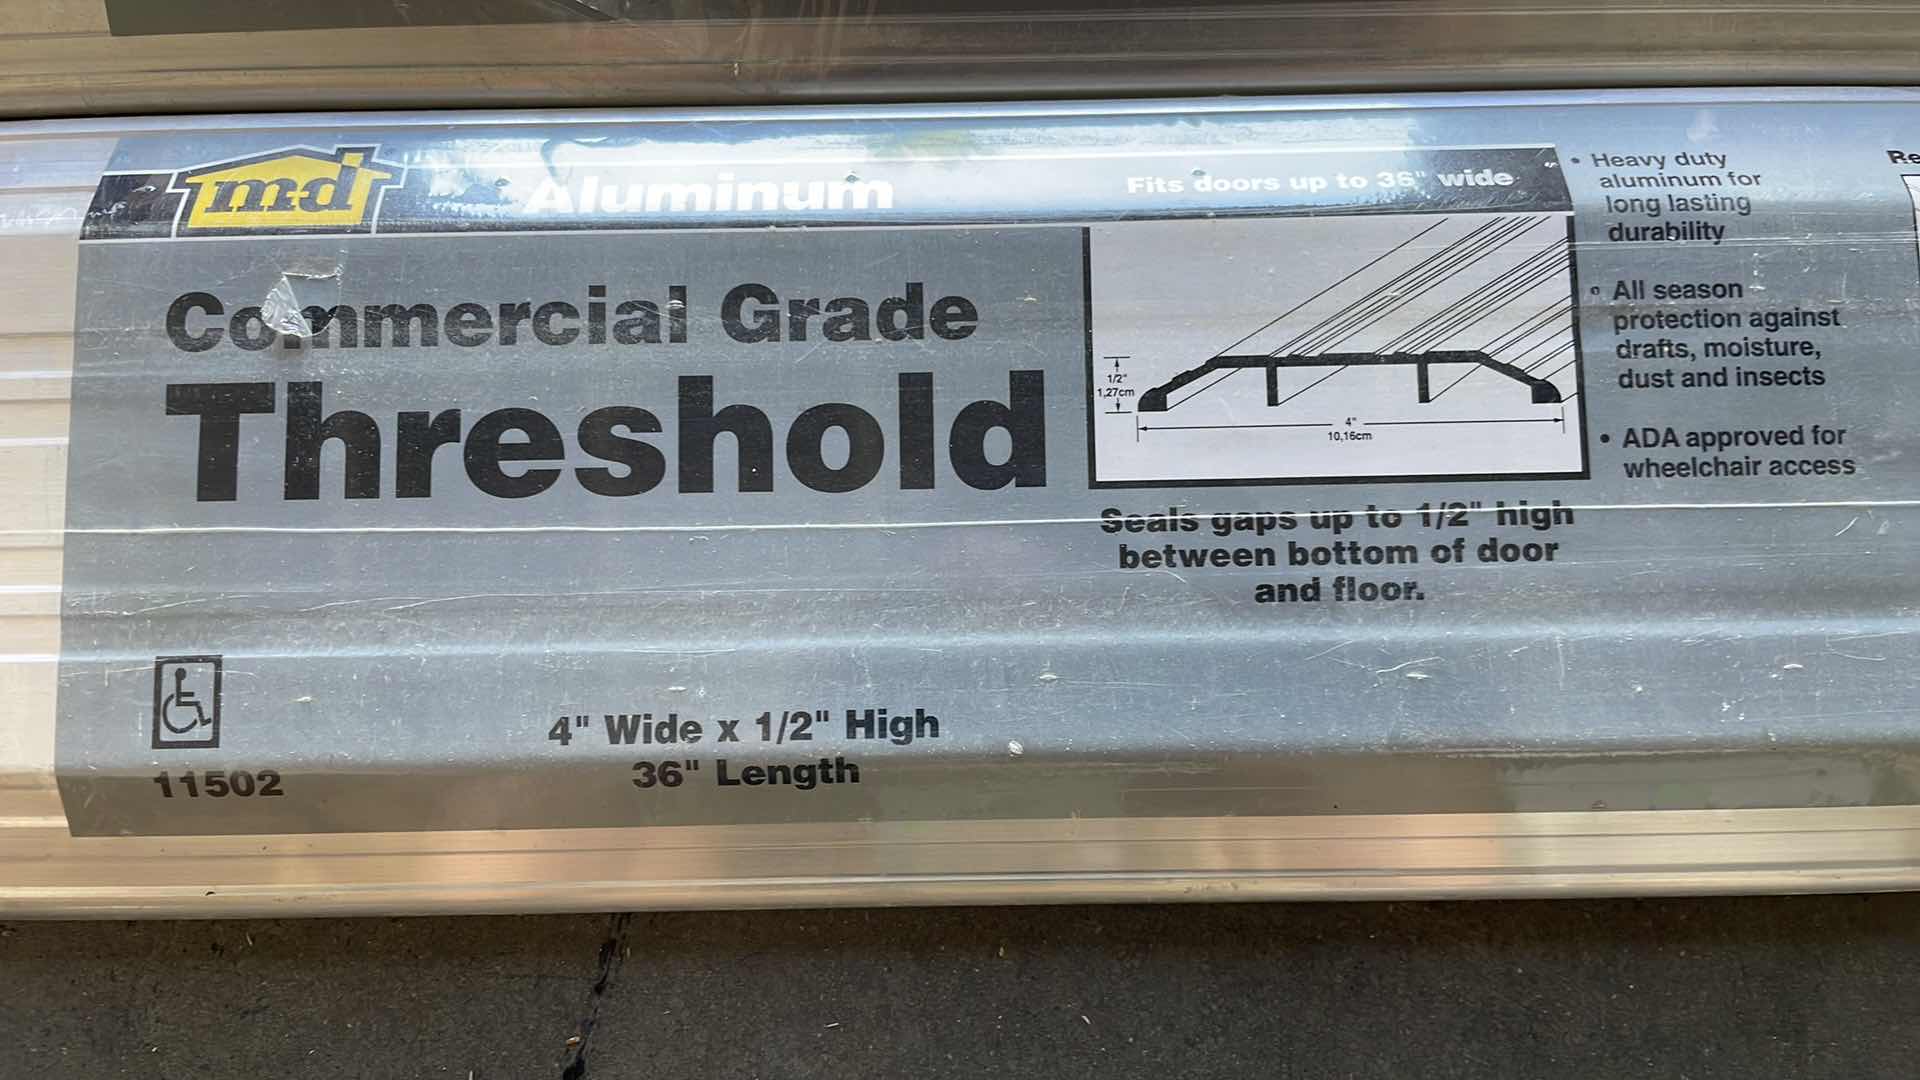 m-d
Aluminum
Fits doors up to 36" wide
Commercial Grade
Threshold
1/2"
1,27cm
4"
10,16cm
Seals gaps up to 1/2" high
between bottom of door
and floor.
• Heavy duty
aluminum for
long lasting
durability
• All season
protection against
drafts, moisture,
dust and insects
• ADA approved for
wheelchair access
11502
4" Wide x 1/2" High
36" Length